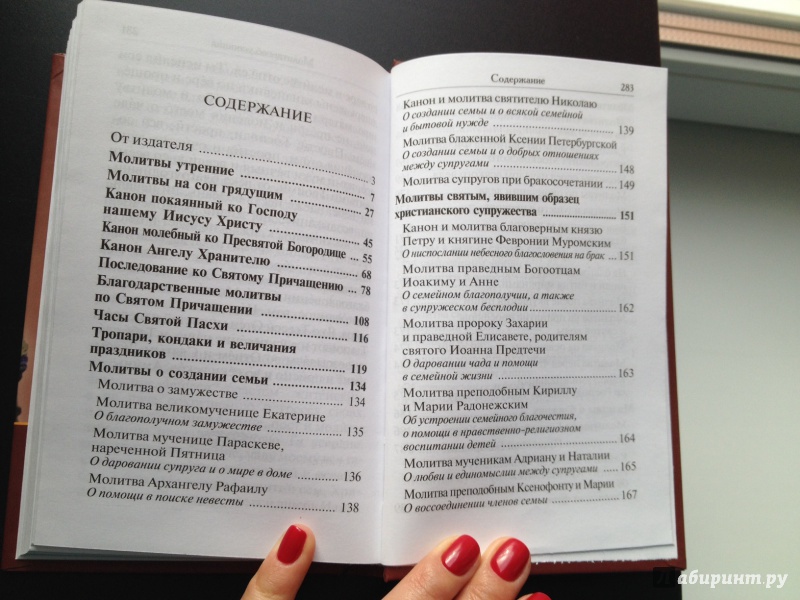 СОДЕРЖАНИЕ
От издателя 3
Молитвы утренние 7
Молитвы на сон грядущим 27
Канон покаянный ко Господу
нашему Иисусу Христу 45
Канон молебный ко Пресвятой Богородице 55
Канон Ангелу Хранителю 68
Последование ко Святому Причащению 78
Благодарственные молитвы
по Святом Причащении 108
Часы Святой Пасхи 116
Тропари, кондаки и величания
праздников 119
Молитвы о создании семьи 134
Молитва о замужестве 134
Молитва великомученице Екатерине
О благополучном замужестве 135
Молитва мученице Параскеве,
нареченной Пятница
О даровании супруга и о мире в доме 136
Молитва Архангелу Рафаилу
О помощи в поиске невесты 138
Содержание 283
Канон и молитва святителю Николаю
О создании семьи и о всякой семейной
и бытовой нужде 139
Молитва блаженной Ксении Петербургской
О создании семьи и о добрых отношениях
между супругами 148
Молитва супругов при бракосочетании 149
Молитвы святым, явившим образец
христианского супружества 151
Канон и молитва благоверным князю
Петру и княгине Февронии Муромским
О ниспослании небесного благословения на брак 151
Молитва праведным Богоотцам
Иоакиму и Анне
О семейном благополучии, а также
в супружеском бесплодии 162
Молитва пророку Захарии
и праведной Елисавете, родителям
святого Иоанна Предтечи
О даровании чада и помощи
в семейной жизни 163
Молитва преподобным Кириллу
и Марии Радонежским
Об устроении семейного благочестия,
о помощи в нравственно-религиозном
воспитании детей 164
Молитва мученикам Адриану и Наталии
О любви и единомыслии между супругами 165
Молитва преподобным Ксенофонту и Марии
О воссоединении членов семьи 167
Лабиринт.ру